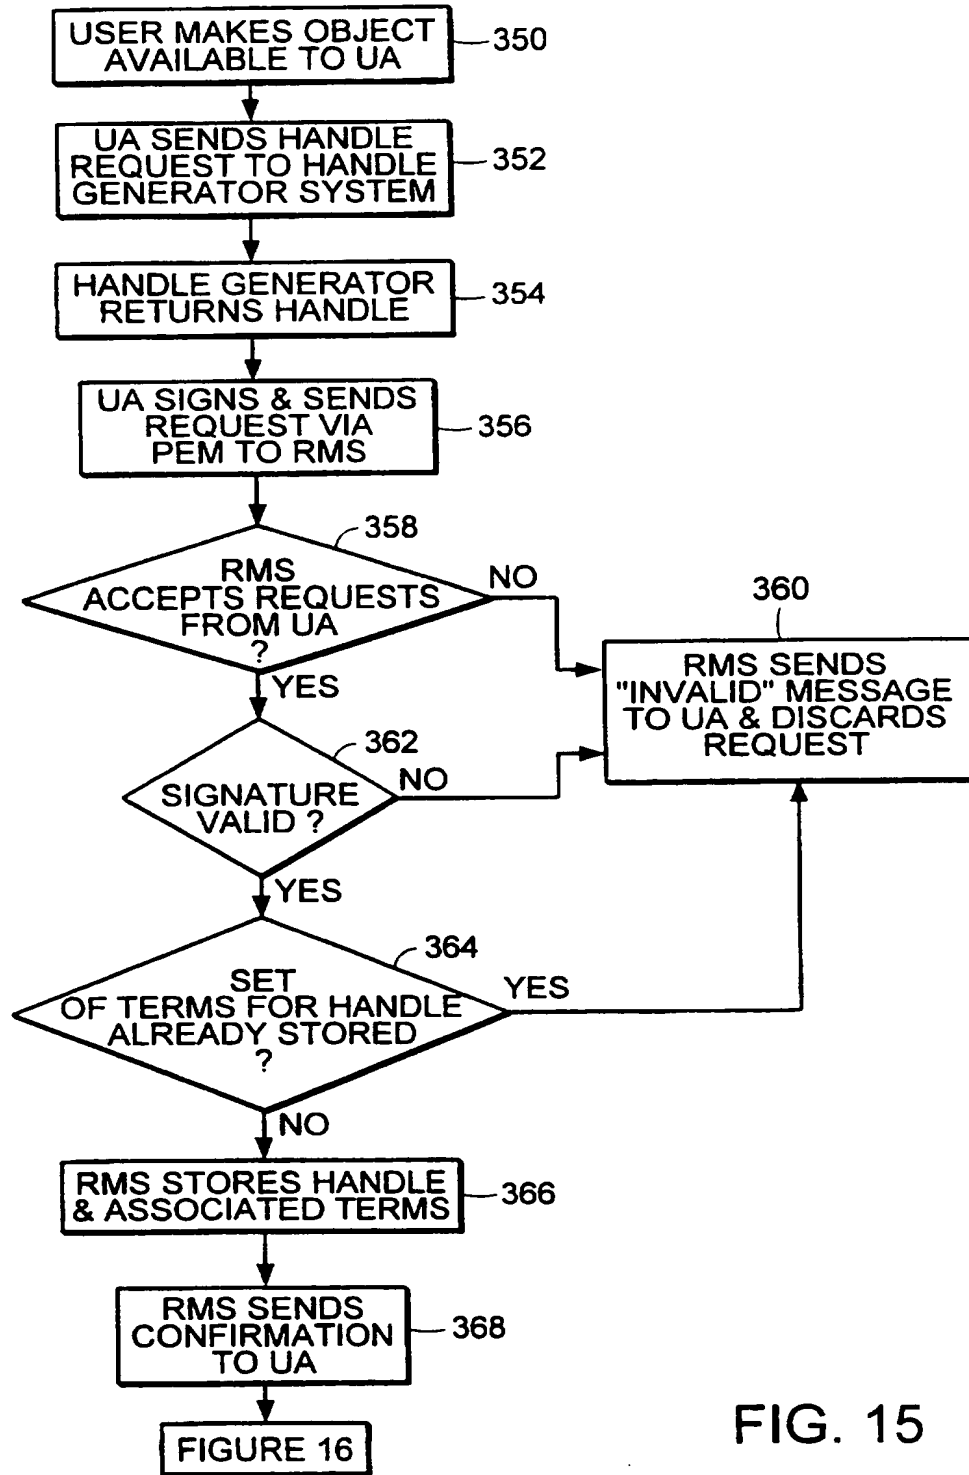 USER MAKES OBJECT
AVAILABLE TO UA
350
UA SENDS HANDLE
REQUEST TO HANDLE
GENERATOR SYSTEM
352
HANDLE GENERATOR
RETURNS HANDLE
354
UA SIGNS & SENDS
REQUEST VIA
PEM TO RMS
356
358
RMS
ACCEPTS REQUESTS
FROM UA
?
NO
YES
360
RMS SENDS
"INVALID" MESSAGE
TO UA & DISCARDS
REQUEST
362
SIGNATURE
VALID ?
NO
YES
364
SET
OF TERMS FOR HANDLE
ALREADY STORED
?
YES
NO
RMS STORES HANDLE
& ASSOCIATED TERMS
366
RMS SENDS
CONFIRMATION
TO UA
368
FIGURE 16
FIG. 15